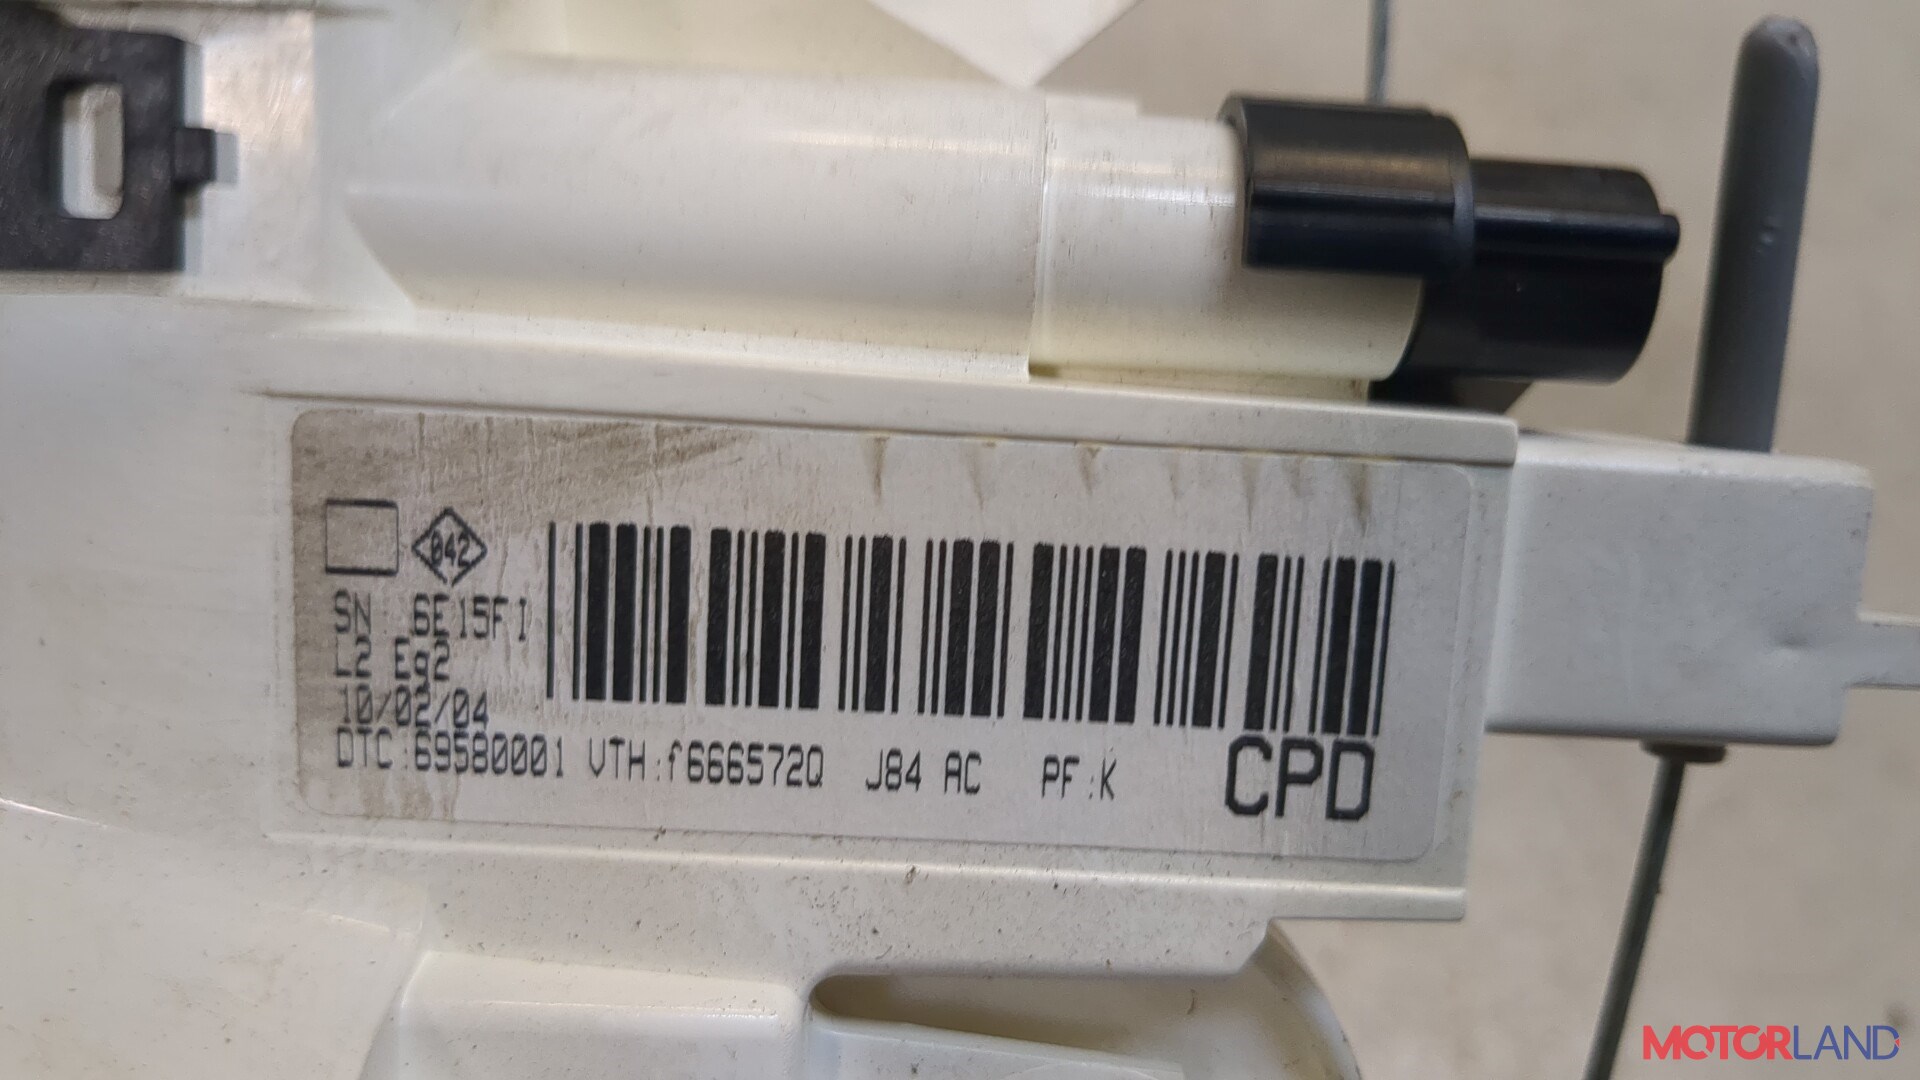 042
SN: 6E15FI
L2 Eg2
10/02/04
DTC:69580001 VTH:f666572Q J84 AC PF:K
CPD
MOTORLAND